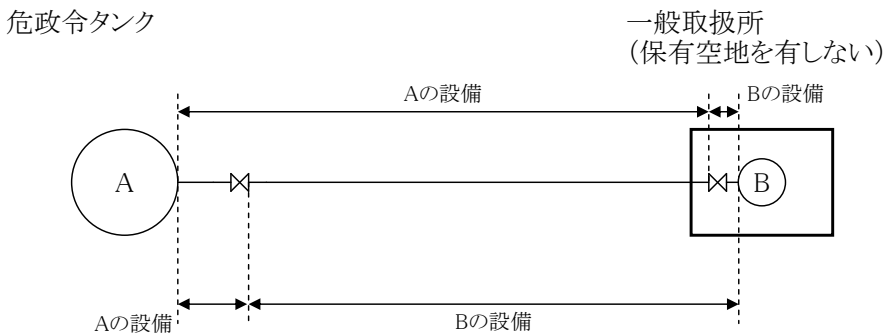 危政令タンク
一般取扱所
（保有空地を有しない）
Aの設備
Bの設備
A
B
Aの設備
Bの設備